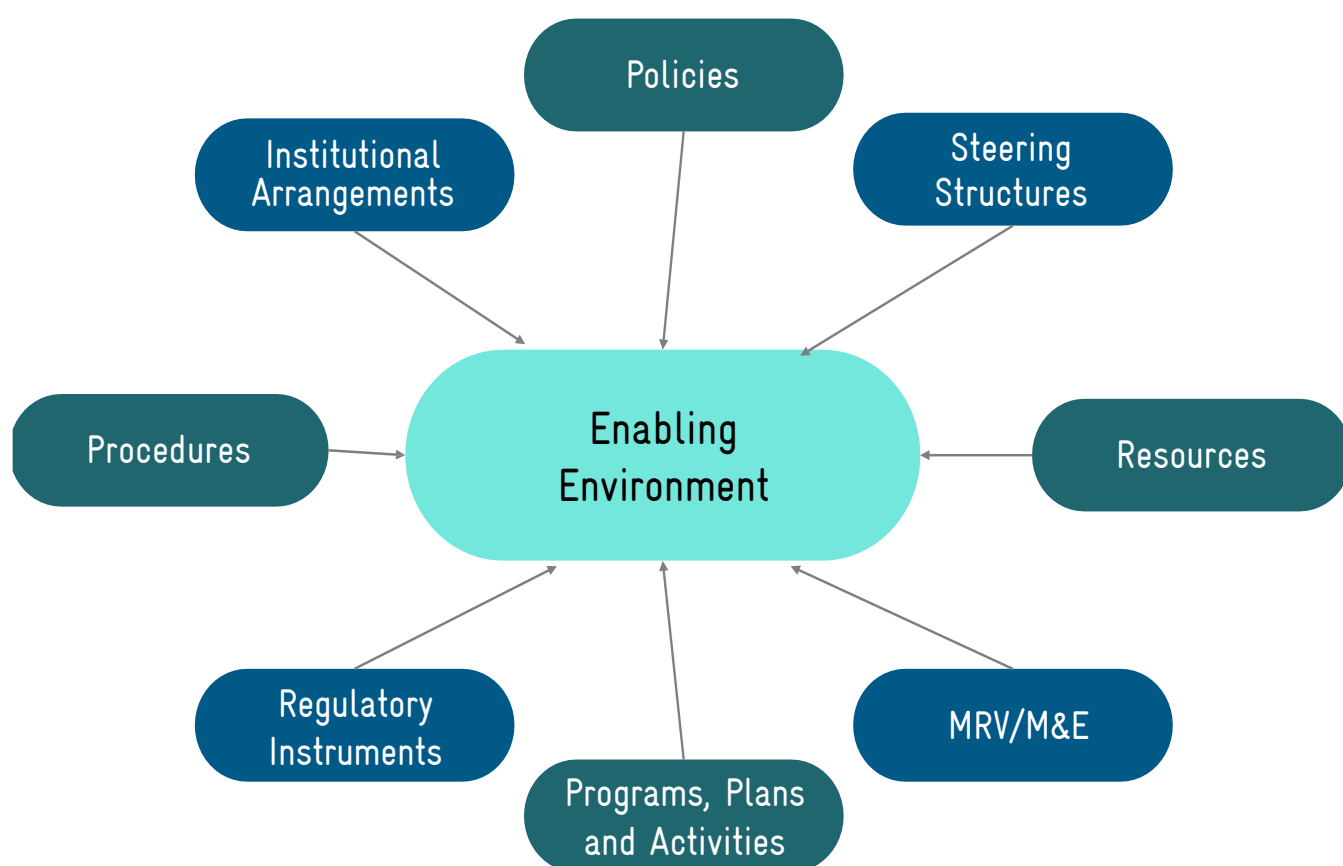 Policies
Institutional
Arrangements
Steering
Structures
Procedures
Enabling
Environment
Resources
Regulatory
Instruments
MRV/M&E
Programs, Plans
and Activities